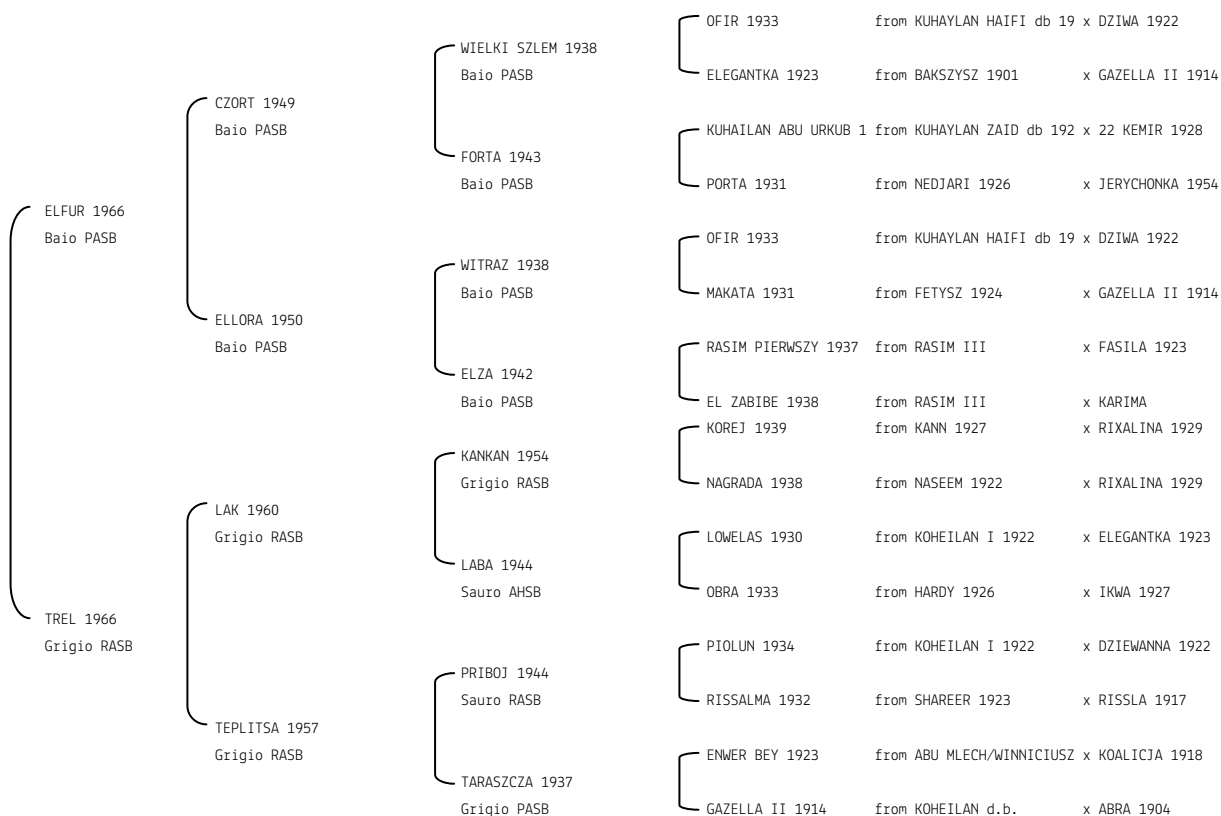 OFIR 1933 from KUHAYLAN HAIFI db 19 x DZIWA 1922
WIELKI SZLEM 1938
Baio PASB
ELEGANTKA 1923 from BAKSZYSZ 1901 x GAZELLA II 1914
CZORT 1949
Baio PASB
KUHAILAN ABU URKUB 1 from KUHAYLAN ZAID db 192 x 22 KEMIR 1928
FORTA 1943
Baio PASB
PORTA 1931 from NEDJARI 1926 x JERYCHONKA 1954
ELFUR 1966
Baio PASB
OFIR 1933 from KUHAYLAN HAIFI db 19 x DZIWA 1922
WITRAZ 1938
Baio PASB
MAKATA 1931 from FETYSZ 1924 x GAZELLA II 1914
ELLORA 1950
Baio PASB
RASIM PIERWSZY 1937 from RASIM III x FASILA 1923
ELZA 1942
Baio PASB
EL ZABIBE 1938 from RASIM III x KARIMA
KOREJ 1939 from KANN 1927 x RIXALINA 1929
KANKAN 1954
Grigio RASB
NAGRADA 1938 from NASEEM 1922 x RIXALINA 1929
LAK 1960
Grigio RASB
LOWELAS 1930 from KOHEILAN I 1922 x ELEGANTKA 1923
LABA 1944
Sauro AHSB
OBRA 1933 from HARDY 1926 x IKWA 1927
TREL 1966
Grigio RASB
PIOLUN 1934 from KOHEILAN I 1922 x DZIEWANNA 1922
PRIBOJ 1944
Sauro RASB
RISSALMA 1932 from SHAREER 1923 x RISSLA 1917
TEPLITSA 1957
Grigio RASB
ENWER BEY 1923 from ABU MLECH/WINNICIUSZ x KOALICJA 1918
TARASZCZA 1937
Grigio PASB
GAZELLA II 1914 from KOHEILAN d.b. x ABRA 1904